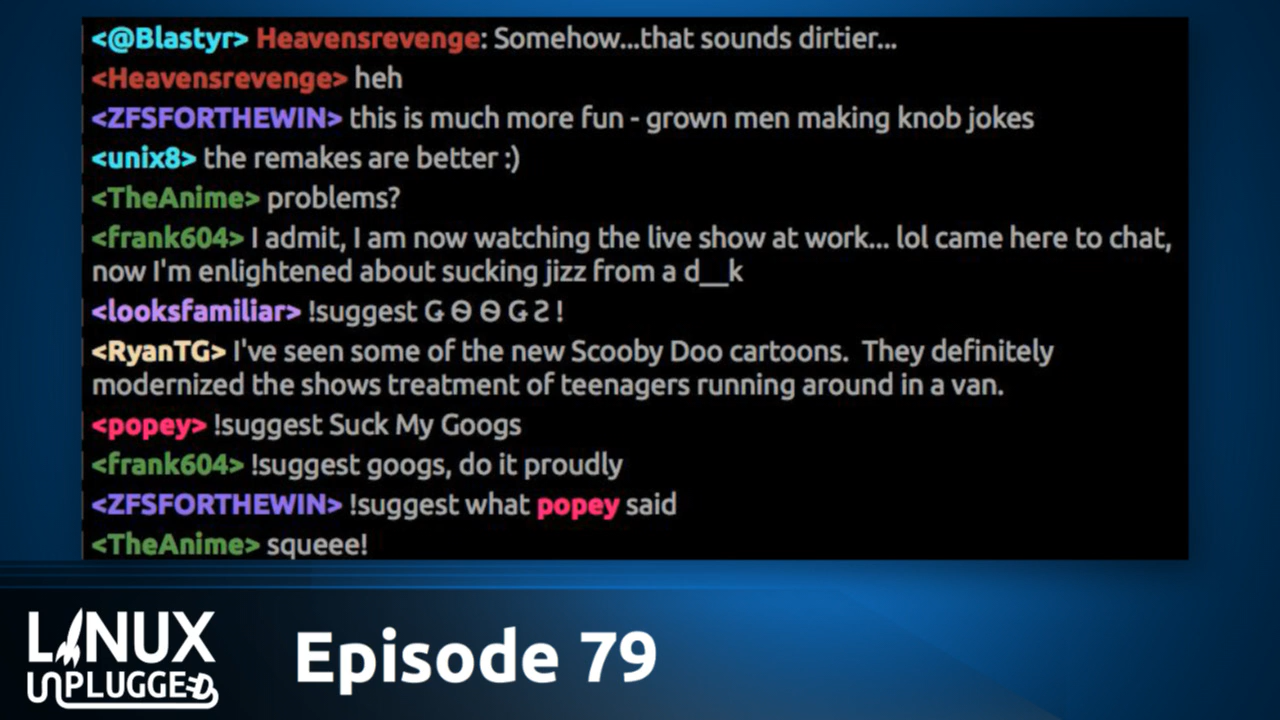 <@Blastyr> Heavensrevenge: Somehow...that sounds dirtier...
<Heavensrevenge> heh
<ZFSFORTHEWIN> this is much more fun - grown men making knob jokes
<unix8> the remakes are better :)
<TheAnime> problems?
<frank604> I admit, I am now watching the live show at work... lol came here to chat,
now I'm enlightened about sucking jizz from a d__k
<looksfamiliar> !suggest Ǥ Ɵ Ɵ Ǥ Ƨ !
<RyanTG> I've seen some of the new Scooby Doo cartoons.  They definitely
modernized the shows treatment of teenagers running around in a van.
<popey> !suggest Suck My Googs
<frank604> !suggest googs, do it proudly
<ZFSFORTHEWIN> !suggest what popey said
<TheAnime> squeee!
LINUX
UNPLUGGED
Episode 79